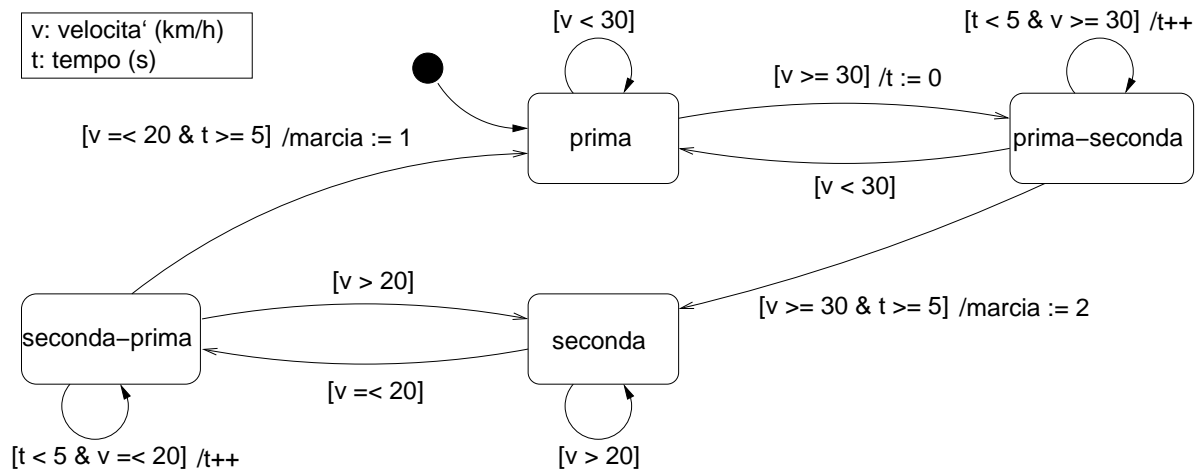 v: velocita‘ (km/h)
t: tempo (s)
[v < 30]
[t < 5 & v >= 30] /t++
[v >= 30] /t := 0
[v =< 20 & t >= 5] /marcia := 1
prima
prima−seconda
[v < 30]
[v > 20]
[v >= 30 & t >= 5] /marcia := 2
seconda−prima
seconda
[v =< 20]
[t < 5 & v =< 20] /t++
[v > 20]